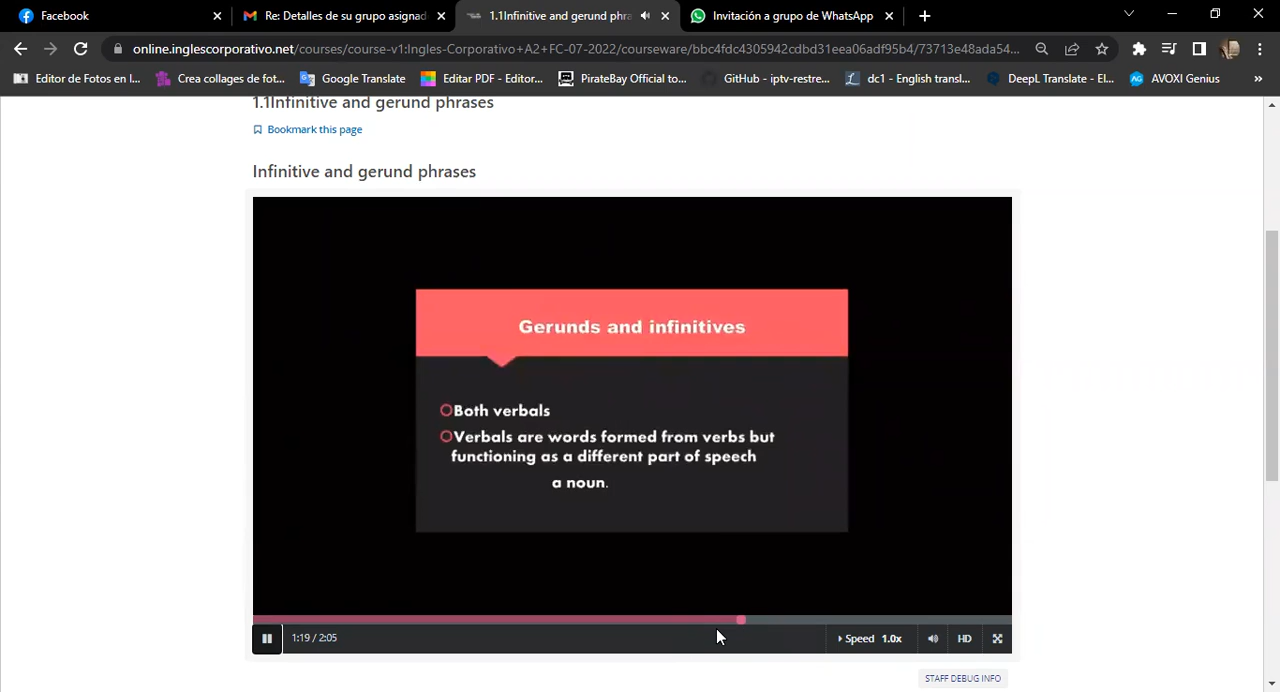 Facebook
Re: Detalles de su grupo asignad
1.1Infinitive and gerund phra
Invitación a grupo de WhatsApp
online.inglescorporativo.net/courses/course-v1:Ingles-Corporativo+A2+FC-07-2022/courseware/bbc4fdc4305942cdbd31eea06adf95b4/73713e48ada54...
Editor de Fotos en l...
Crea collages de fot...
Google Translate
Editar PDF - Editor...
PirateBay Official to...
GitHub - iptv-restre...
dc1 - English transl...
DeepL Translate - El...
AVOXI Genius
»
1.1Infinitive and gerund phrases
Bookmark this page
Infinitive and gerund phrases
Gerunds and infinitives
Both verbals
Verbals are words formed from verbs but
functioning as a different part of speech
a noun.
1:19 / 2:05
Speed 1.0x
HD
STAFF DEBUG INFO